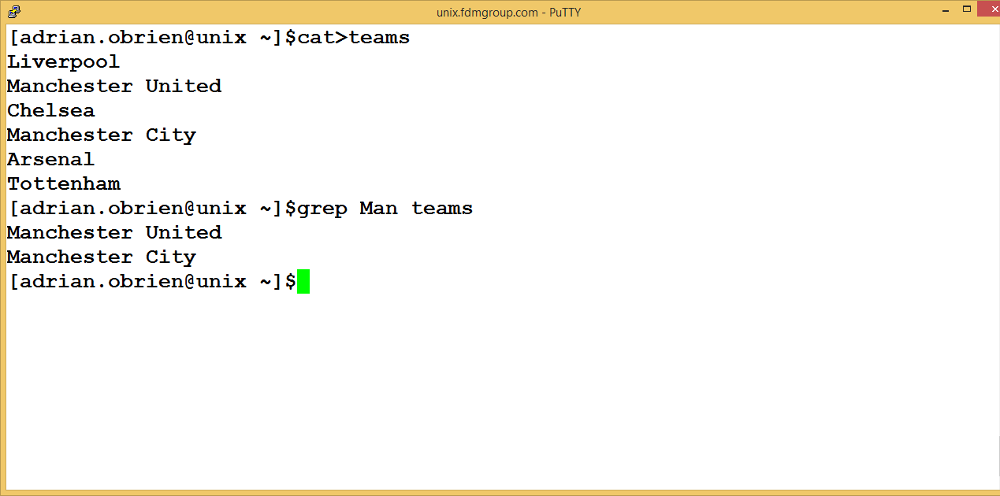 unix.fdmgroup.com - PuTTY
[adrian.obrien@unix ~]$cat>teams
Liverpool
Manchester United
Chelsea
Manchester City
Arsenal
Tottenham
[adrian.obrien@unix ~]$grep Man teams
Manchester United
Manchester City
[adrian.obrien@unix ~]$